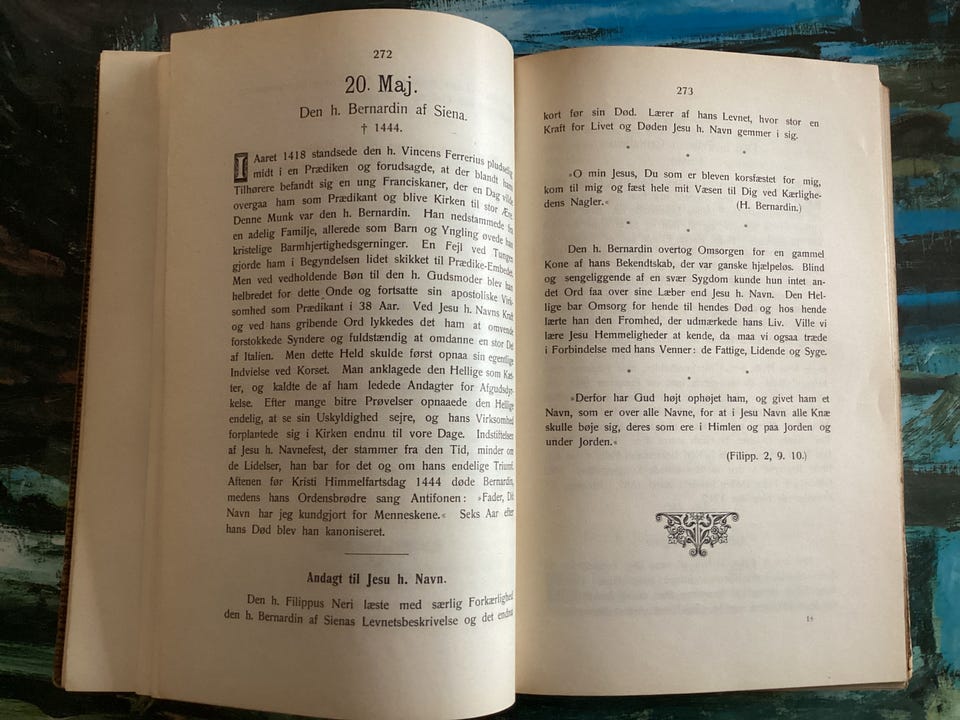 272
20. Maj.
Den h. Bernardin af Siena.
† 1444.
I Aaret 1418 standsede den h. Vincens Ferrerius pludselig
midt i en Prædiken og forudsagde, at der blandt hans
Tilhørere befandt sig en ung Franciskaner, der en Dag vilde
overgaa ham som Prædikant og blive Kirken til stor Ære.
Denne Munk var den h. Bernardin. Han nedstammede fra
en adelig Familje, allerede som Barn og Yngling øvede han
kristelige Barmhjertighedsgerninger. En Fejl ved Tungen
gjorde ham i Begyndelsen lidet skikket til Prædike-Embedet.
Men ved vedholdende Bøn til den h. Gudsmoder blev han
helbredet for dette Onde og fortsatte sin apostoliske Virk-
somhed som Prædikant i 38 Aar. Ved Jesu h. Navns Kraft
og ved hans gribende Ord lykkedes det ham at omvende
forstokkede Syndere og fuldstændig at omdanne en stor Del
af Italien. Men dette Held skulde først opnaa sin egentlige
Indvielse ved Korset. Man anklagede den Hellige som Kæt-
ter, og kaldte de af ham ledede Andagter for Afgudsdyr-
kelse. Efter mange bitre Prøvelser opnaaede den Hellige
endelig, at se sin Uskyldighed sejre, og hans Virksomhed
forplantede sig i Kirken endnu til vore Dage. Indstiftelsen
af Jesu h. Navnefest, der stammer fra den Tid, minder om
de Lidelser, han bar for det og om hans endelige Triumf.
Aftenen før Kristi Himmelfartsdag 1444 døde Bernardin,
medens hans Ordensbrødre sang Antifonen: »Fader, Dit
Navn har jeg kundgjort for Menneskene.« Seks Aar efter
hans Død blev han kanoniseret.
Andagt til Jesu h. Navn.
Den h. Filippus Neri læste med særlig Forkærlighed
den h. Bernardin af Sienas Levnetsbeskrivelse og det endnu
273
kort før sin Død. Lærer af hans Levnet, hvor stor en
Kraft for Livet og Døden Jesu h. Navn gemmer i sig.
* * *
»O min Jesus, Du som er bleven korsfæstet for mig,
kom til mig og fæst hele mit Væsen til Dig ved Kærlighe-
dens Nagler.« (H. Bernardin.)
* * *
Den h. Bernardin overtog Omsorgen for en gammel
Kone af hans Bekendtskab, der var ganske hjælpeløs. Blind
og sengeliggende af en svær Sygdom kunde hun intet an-
det Ord faa over sine Læber end Jesu h. Navn. Den Hel-
lige bar Omsorg for hende til hendes Død og hos hende
lærte han den Fromhed, der udmærkede hans Liv. Ville vi
lære Jesu Hemmeligheder at kende, da maa vi ogsaa træde
i Forbindelse med hans Venner: de Fattige, Lidende og Syge.
* * *
»Derfor har Gud højt ophøjet ham, og givet ham et
Navn, som er over alle Navne, for at i Jesu Navn alle Knæ
skulle bøje sig, deres som ere i Himlen og paa Jorden og
under Jorden.«
(Filipp. 2, 9. 10.)